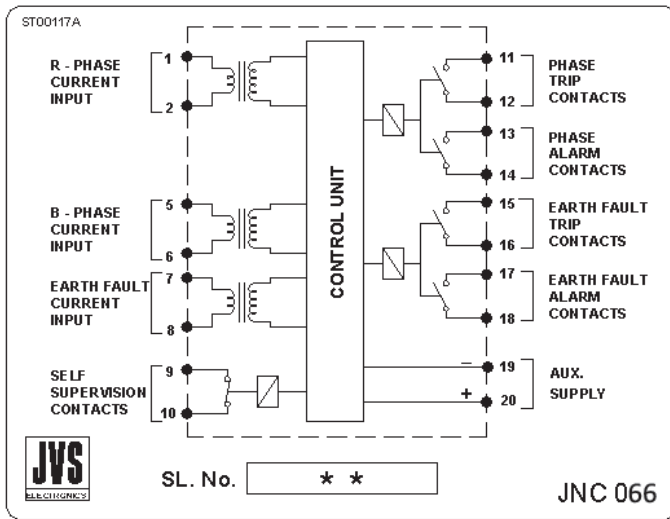 ST00117A
R - PHASE
CURRENT
INPUT
1
2
B - PHASE
CURRENT
INPUT
5
6
EARTH FAULT
CURRENT
INPUT
7
8
SELF
SUPERVISION
CONTACTS
9
10
CONTROL UNIT
11
12
PHASE
TRIP
CONTACTS
13
14
PHASE
ALARM
CONTACTS
15
16
EARTH FAULT
TRIP
CONTACTS
17
18
EARTH FAULT
ALARM
CONTACTS
− 19
+ 20
AUX.
SUPPLY
JVS
ELECTRONICS
SL. No. * *
JNC 066